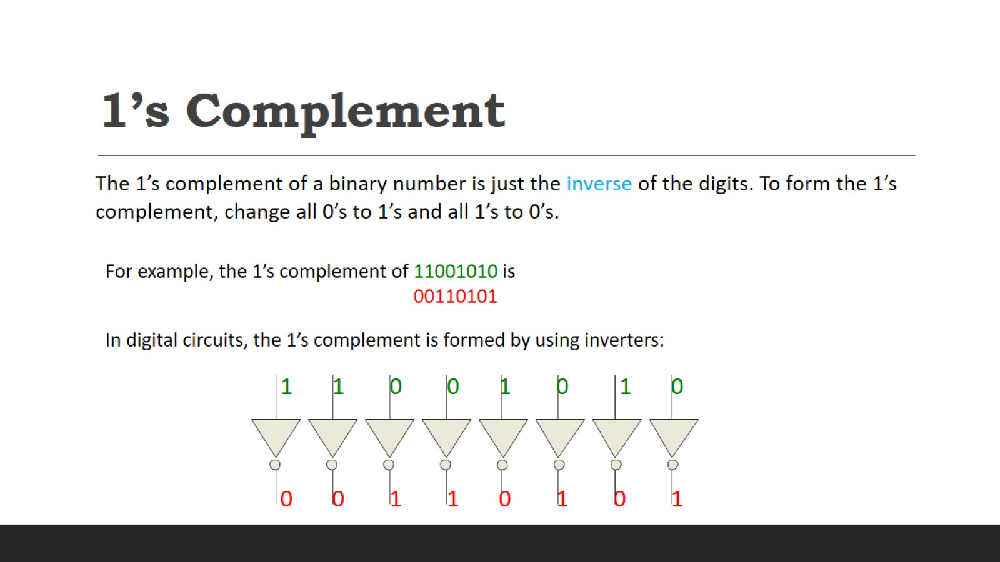 1’s Complement
The 1’s complement of a binary number is just the inverse of the digits. To form the 1’s
complement, change all 0’s to 1’s and all 1’s to 0’s.
For example, the 1’s complement of 11001010 is
00110101
In digital circuits, the 1’s complement is formed by using inverters:
1 1 0 0 1 0 1 0
0 0 1 1 0 1 0 1